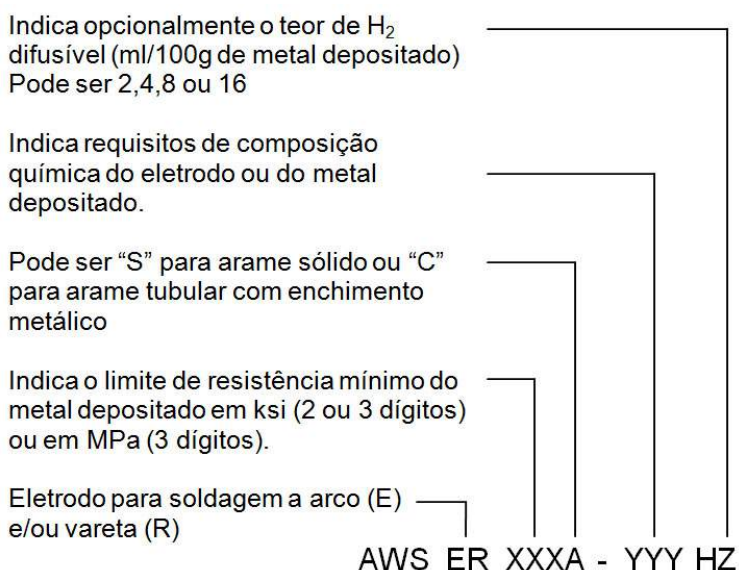 Indica opcionalmente o teor de H₂
difusível (ml/100g de metal depositado)
Pode ser 2,4,8 ou 16
Indica requisitos de composição
química do eletrodo ou do metal
depositado.
Pode ser “S” para arame sólido ou “C”
para arame tubular com enchimento
metálico
Indica o limite de resistência mínimo do
metal depositado em ksi (2 ou 3 dígitos)
ou em MPa (3 dígitos).
Eletrodo para soldagem a arco (E)
e/ou vareta (R)
AWS ER XXXA - YYY HZ